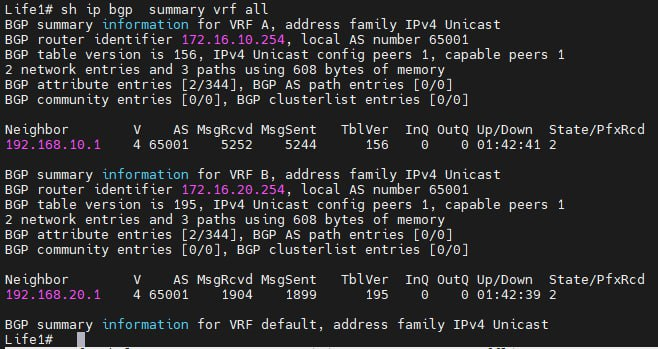 Life1# sh ip bgp  summary vrf all
BGP summary information for VRF A, address family IPv4 Unicast
BGP router identifier 172.16.10.254, local AS number 65001
BGP table version is 156, IPv4 Unicast config peers 1, capable peers 1
2 network entries and 3 paths using 608 bytes of memory
BGP attribute entries [2/344], BGP AS path entries [0/0]
BGP community entries [0/0], BGP clusterlist entries [0/0]

Neighbor        V    AS MsgRcvd MsgSent   TblVer  InQ OutQ Up/Down  State/PfxRcd
192.168.10.1    4 65001    5252    5244      156    0    0 01:42:41 2

BGP summary information for VRF B, address family IPv4 Unicast
BGP router identifier 172.16.20.254, local AS number 65001
BGP table version is 195, IPv4 Unicast config peers 1, capable peers 1
2 network entries and 3 paths using 608 bytes of memory
BGP attribute entries [2/344], BGP AS path entries [0/0]
BGP community entries [0/0], BGP clusterlist entries [0/0]

Neighbor        V    AS MsgRcvd MsgSent   TblVer  InQ OutQ Up/Down  State/PfxRcd
192.168.20.1    4 65001    1904    1899      195    0    0 01:42:39 2

BGP summary information for VRF default, address family IPv4 Unicast
Life1#